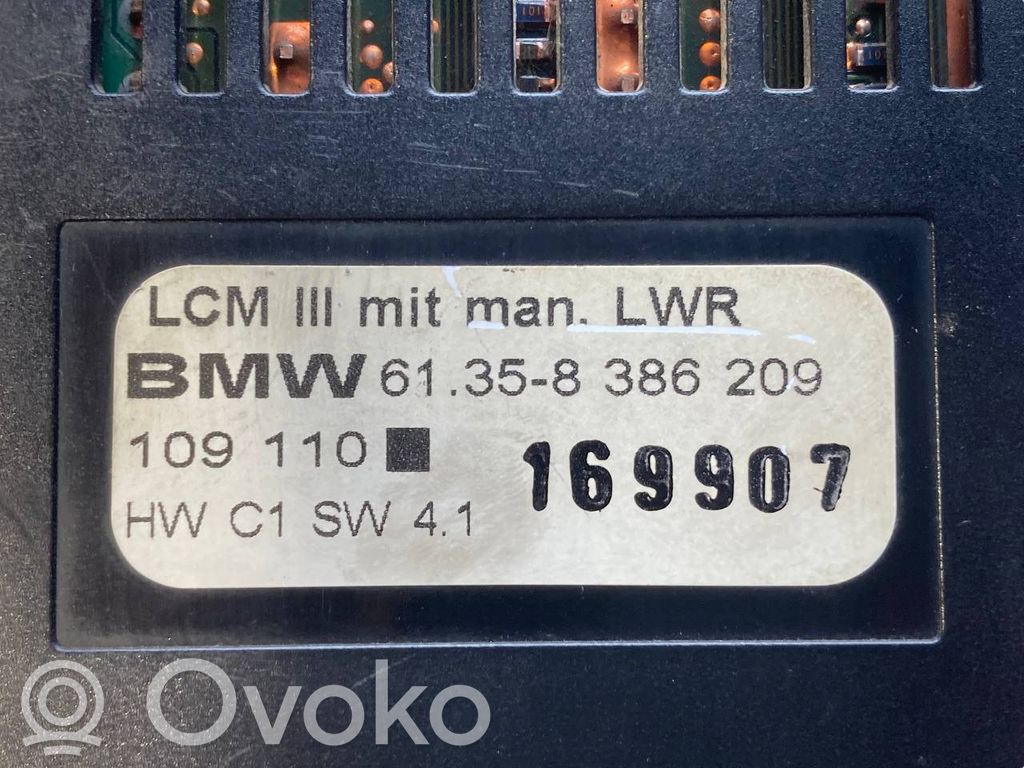 LCM III mit man. LWR
BMW 61.35-8 386 209
109 110
169907
HW C1 SW 4.1
Ovoko